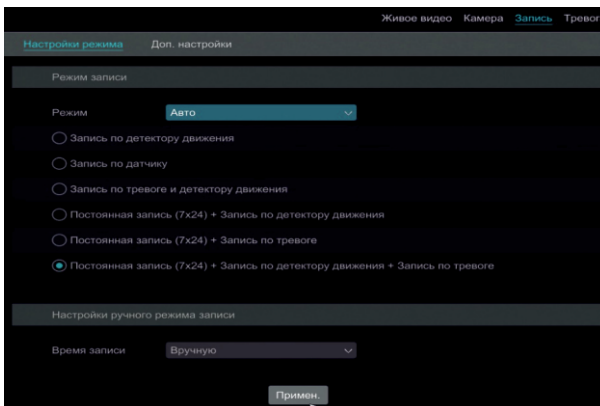 Живое видео Камера Запись Тревог
Настройки режима Доп. настройки
Режим записи
Режим Авто
Запись по детектору движения
Запись по датчику
Запись по тревоге и детектору движения
Постоянная запись (7x24) + Запись по детектору движения
Постоянная запись (7x24) + Запись по тревоге
Постоянная запись (7x24) + Запись по детектору движения + Запись по тревоге
Настройки ручного режима записи
Время записи Вручную
Примен.